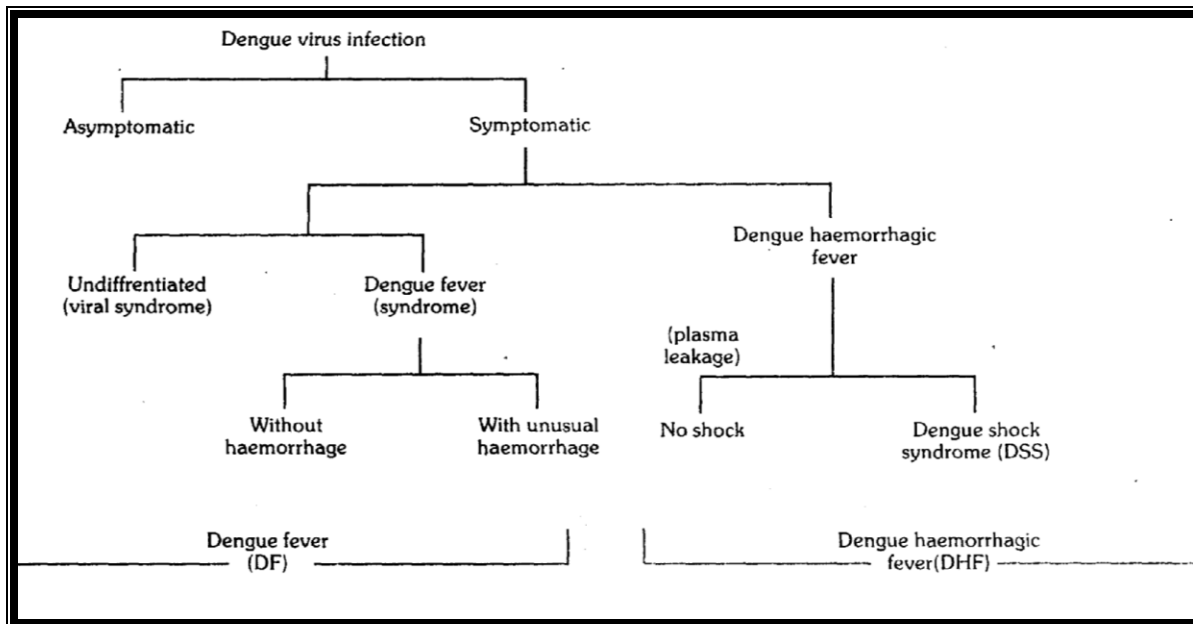 Dengue virus infection
Asymptomatic
Symptomatic
Undiffrentiated
(viral syndrome)
Dengue fever
(syndrome)
Dengue haemorrhagic
fever
(plasma
leakage)
Without
haemorrhage
With unusual
haemorrhage
No shock
Dengue shock
syndrome (DSS)
Dengue fever
(DF)
Dengue haemorrhagic
fever(DHF)